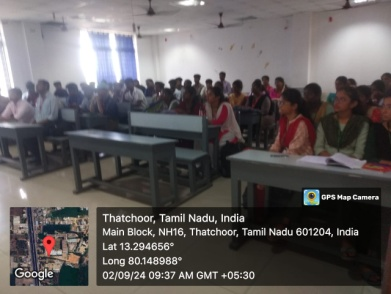 GPS Map Camera
Thatchoor, Tamil Nadu, India
Main Block, NH16, Thatchoor, Tamil Nadu 601204, India
Lat 13.294656°
Long 80.148988°
02/09/24 09:37 AM GMT +05:30
Google